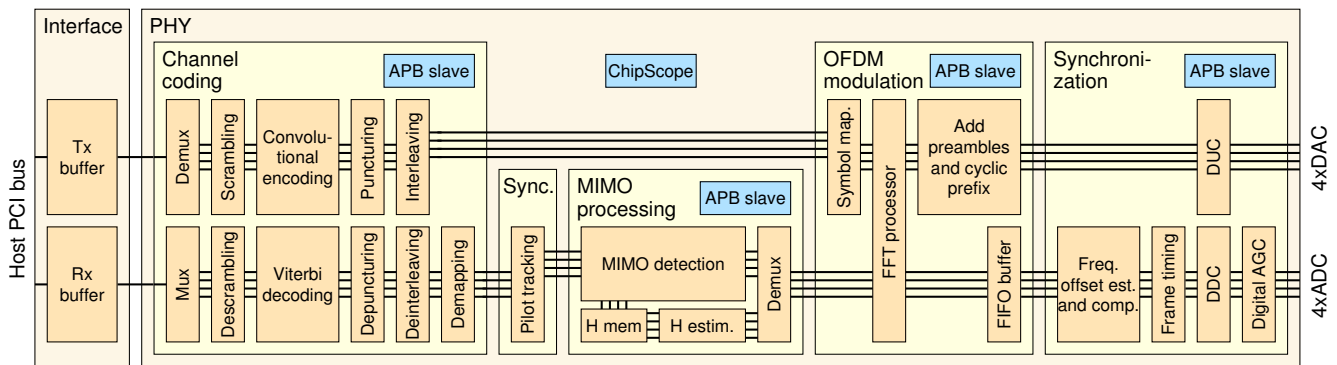 Interface
PHY
Channel
coding
APB slave
ChipScope
OFDM
modulation
APB slave
Synchroni-
zation
APB slave
Host PCI bus
Tx
buffer
Demux
Scrambling
Convolu-
tional
encoding
Puncturing
Interleaving
Symbol map.
FFT processor
Add
preambles
and cyclic
prefix
DUC
4xDAC
Sync.
MIMO
processing
APB slave
Rx
buffer
Mux
Descrambling
Viterbi
decoding
Depuncturing
Deinterleaving
Demapping
Pilot tracking
MIMO detection
H mem
H estim.
Demux
FIFO buffer
Freq.
offset est.
and comp.
Frame timing
DDC
Digital AGC
4xADC